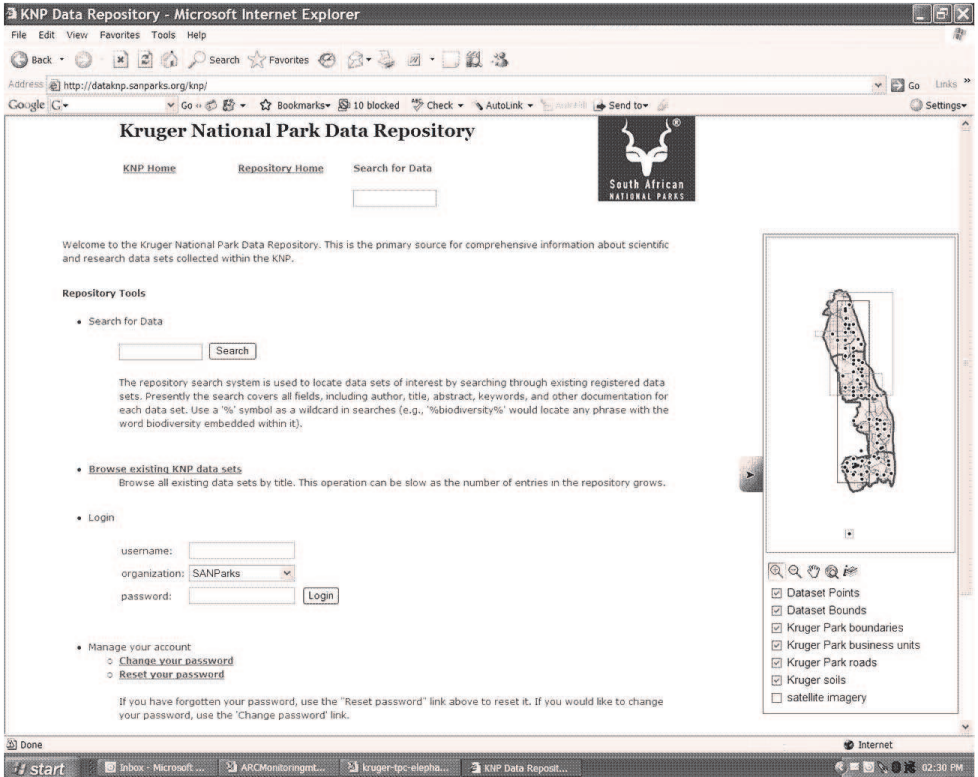 KNP Data Repository - Microsoft Internet Explorer
File Edit View Favorites Tools Help
Back Search Favorites
Address http://dataknp.sanparks.org/knp/ Go Links »
Google G Go Bookmarks 10 blocked Check AutoLink Send to Settings
Kruger National Park Data Repository
KNP Home Repository Home Search for Data
South African
NATIONAL PARKS
®
Welcome to the Kruger National Park Data Repository. This is the primary source for comprehensive information about scientific
and research data sets collected within the KNP.
Repository Tools
• Search for Data
Search
The repository search system is used to locate data sets of interest by searching through existing registered data
sets. Presently the search covers all fields, including author, title, abstract, keywords, and other documentation for
each data set. Use a '%' symbol as a wildcard in searches (e.g., '%biodiversity%' would locate any phrase with the
word biodiversity embedded within it).
• Browse existing KNP data sets
Browse all existing data sets by title. This operation can be slow as the number of entries in the repository grows.
• Login
username:
organization: SANParks
password: Login
• Manage your account
Change your password
Reset your password
If you have forgotten your password, use the "Reset password" link above to reset it. If you would like to change
your password, use the 'Change password' link.
Dataset Points
Dataset Bounds
Kruger Park boundaries
Kruger Park business units
Kruger Park roads
Kruger soils
satellite imagery
Done Internet
start Inbox - Microsoft ... ARCMonitoringmt... kruger-tpc-elepha... KNP Data Reposit... 02:30 PM